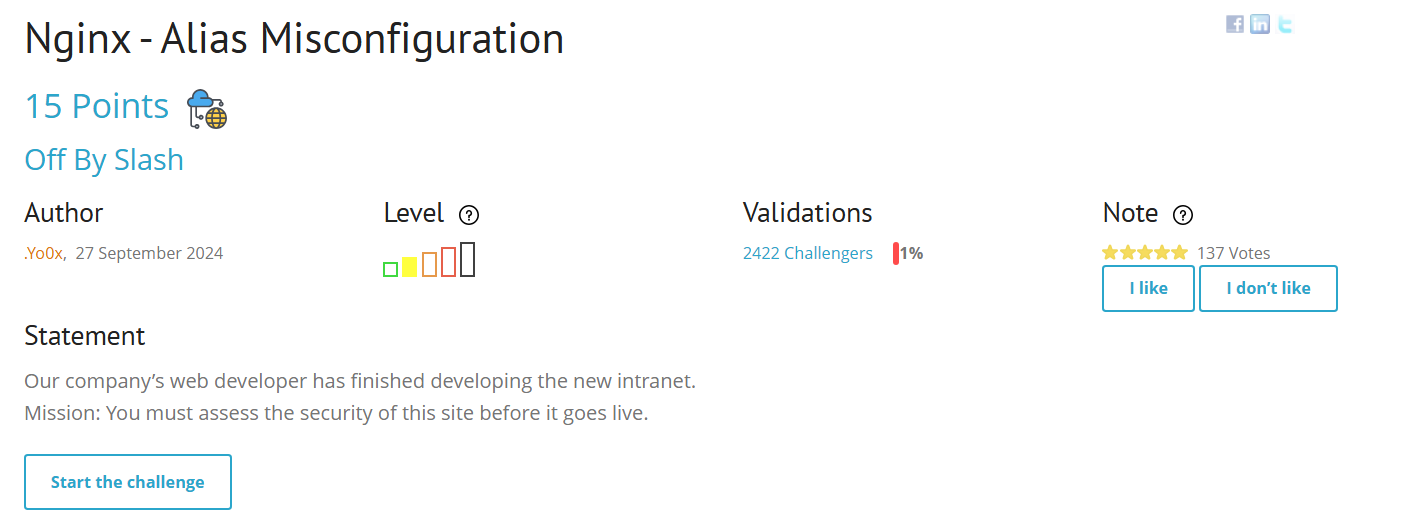 Nginx - Alias Misconfiguration
15 Points
Off By Slash
Author
.Yo0x, 27 September 2024
Level ?
Validations
2422 Challengers 1%
Note ?
137 Votes
I like
I don’t like
Statement
Our company’s web developer has finished developing the new intranet.
Mission: You must assess the security of this site before it goes live.
Start the challenge